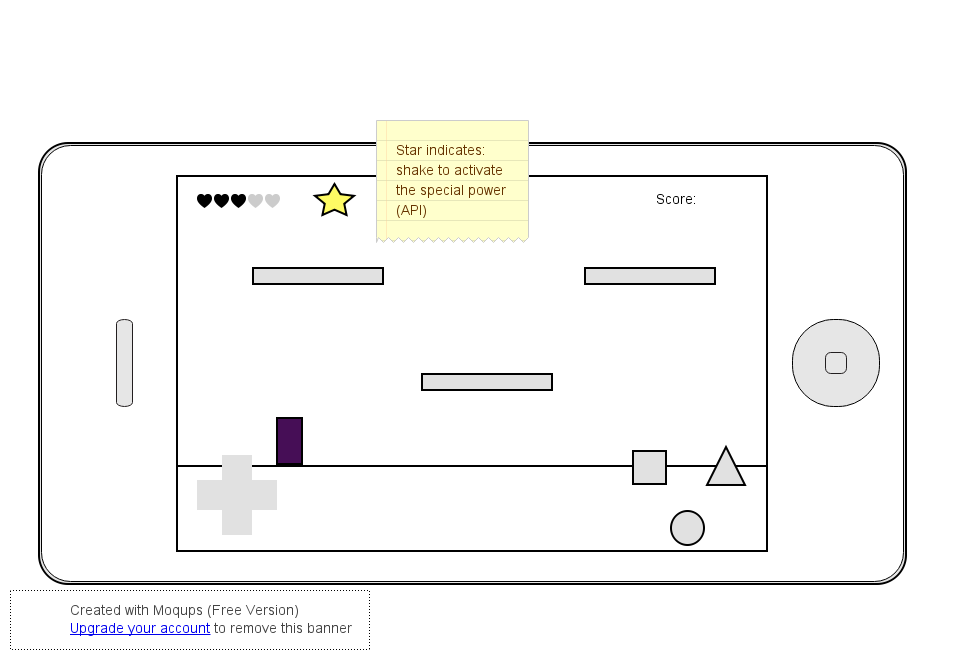 Star indicates:
shake to activate
the special power
(API)
Score:
Created with Moqups (Free Version)
Upgrade your account to remove this banner